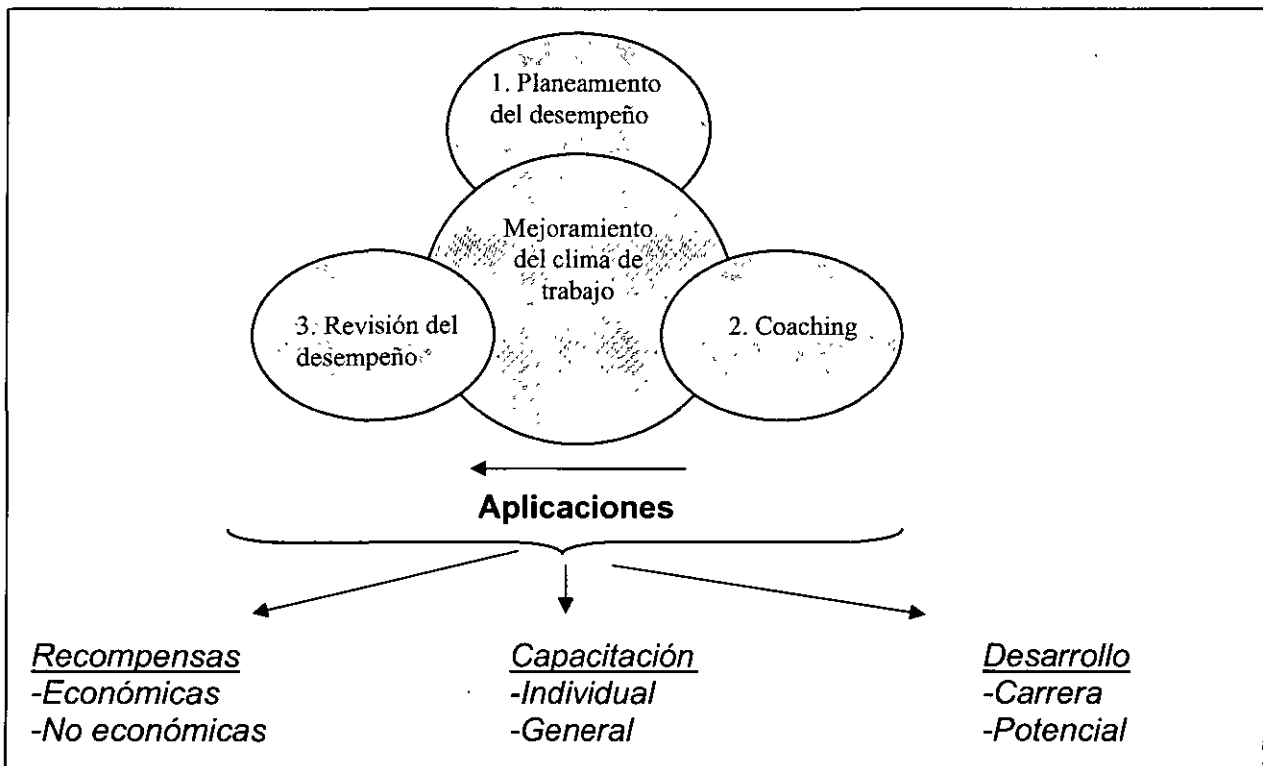 1. Planeamiento
del desempeño
Mejoramiento
del clima de
trabajo
3. Revisión del
desempeño
2. Coaching
Aplicaciones
Recompensas
-Económicas
-No económicas
Capacitación
-Individual
-General
Desarrollo
-Carrera
-Potencial